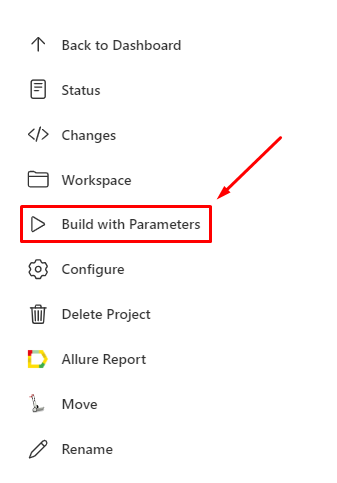 Back to Dashboard
Status
Changes
Workspace
Build with Parameters
Configure
Delete Project
Allure Report
Move
Rename